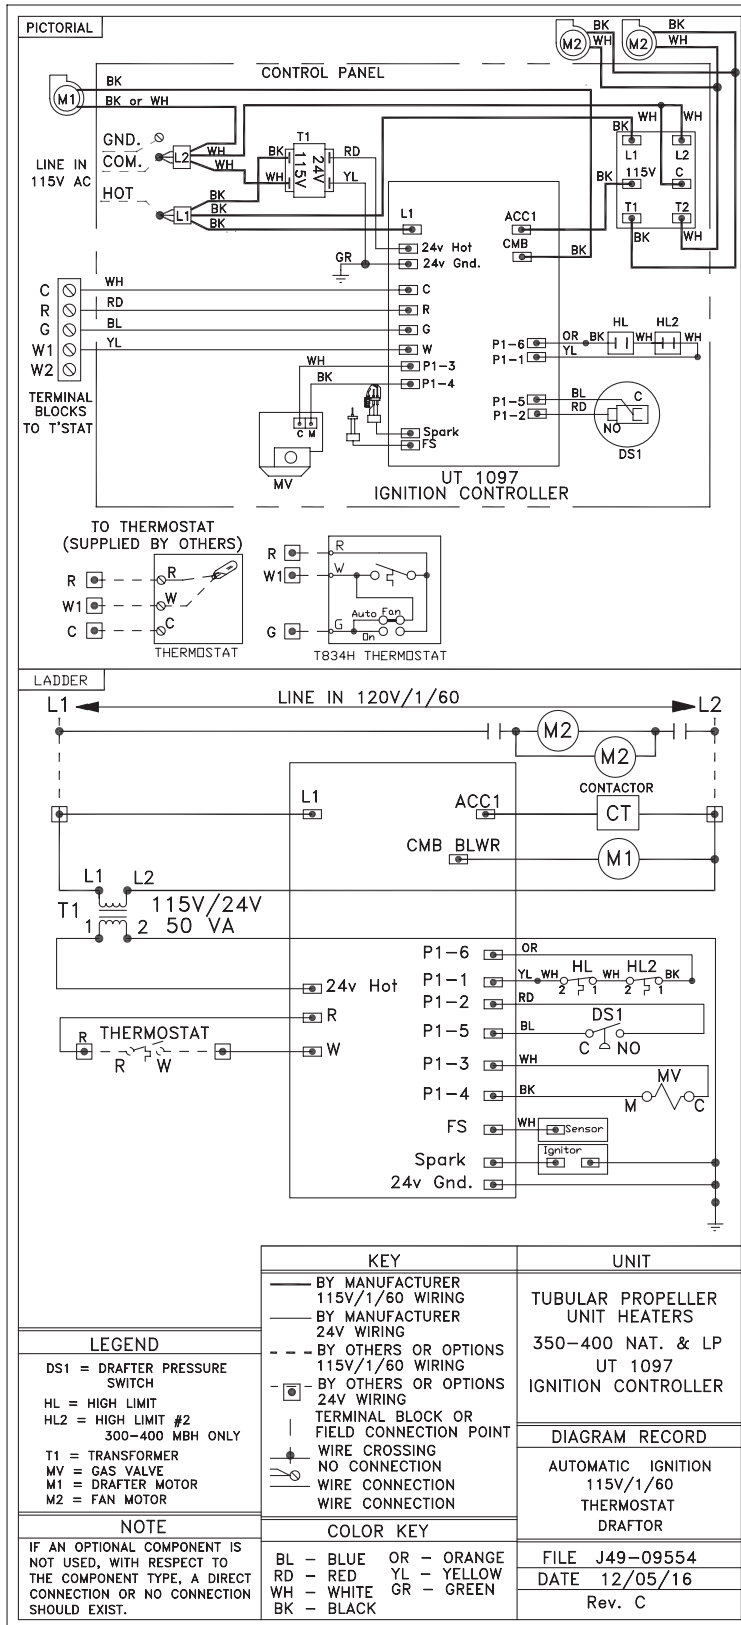 PICTORIAL
BK
WH
BK
WH
M2
M2
CONTROL PANEL
BK
BK or WH
M1
GND.
COM.
LINE IN
115V AC
HOT
L2
WH
WH
L1
BK
BK
BK
T1
BK
WH
115V
24V
RD
YL
WH
WH
BK
L1
L2
115V
C
BK
T1
T2
BK
WH
L1
24v Hot
24v Gnd.
GR
ACC1
CMB
BK
C
WH
C
R
RD
R
G
BL
G
W1
YL
W
W2
TERMINAL
BLOCKS
TO T'STAT
WH
P1-3
BK
P1-4
C M
MV
Spark
FS
P1-6
P1-1
OR
BK
HL
WH
HL2
WH
YL
P1-5
P1-2
BL
RD
C
NO
DS1
UT 1097
IGNITION CONTROLLER
TO THERMOSTAT
(SUPPLIED BY OTHERS)
R
W1
C
R
W
C
THERMOSTAT
R
W1
G
R
W
G
Auto
Fan
On
T834H THERMOSTAT
LADDER
L1
LINE IN 120V/1/60
L2
M2
M2
L1
ACC1
CONTACTOR
CT
CMB BLWR
M1
L1
L2
T1
1
2
115V/24V
50 VA
24v Hot
R
THERMOSTAT
R
R
W
W
P1-6
OR
P1-1
YL
WH
HL
2
1
WH
HL2
2
1
BK
P1-2
RD
P1-5
BL
DS1
C
NO
P1-3
WH
P1-4
BK
MV
M
C
FS
WH
Sensor
Ignitor
Spark
24v Gnd.
KEY
BY MANUFACTURER
115V/1/60 WIRING
BY MANUFACTURER
24V WIRING
BY OTHERS OR OPTIONS
115V/1/60 WIRING
BY OTHERS OR OPTIONS
24V WIRING
TERMINAL BLOCK OR
FIELD CONNECTION POINT
WIRE CROSSING
NO CONNECTION
WIRE CONNECTION
WIRE CONNECTION
UNIT
TUBULAR PROPELLER
UNIT HEATERS
350-400 NAT. & LP
UT 1097
IGNITION CONTROLLER
LEGEND
DS1 = DRAFTER PRESSURE
SWITCH
HL = HIGH LIMIT
HL2 = HIGH LIMIT #2
300-400 MBH ONLY
T1 = TRANSFORMER
MV = GAS VALVE
M1 = DRAFTER MOTOR
M2 = FAN MOTOR
DIAGRAM RECORD
AUTOMATIC IGNITION
115V/1/60
THERMOSTAT
DRAFTOR
NOTE
IF AN OPTIONAL COMPONENT IS
NOT USED, WITH RESPECT TO
THE COMPONENT TYPE, A DIRECT
CONNECTION OR NO CONNECTION
SHOULD EXIST.
COLOR KEY
BL - BLUE OR - ORANGE
RD - RED YL - YELLOW
WH - WHITE GR - GREEN
BK - BLACK
FILE J49-09554
DATE 12/05/16
Rev. C